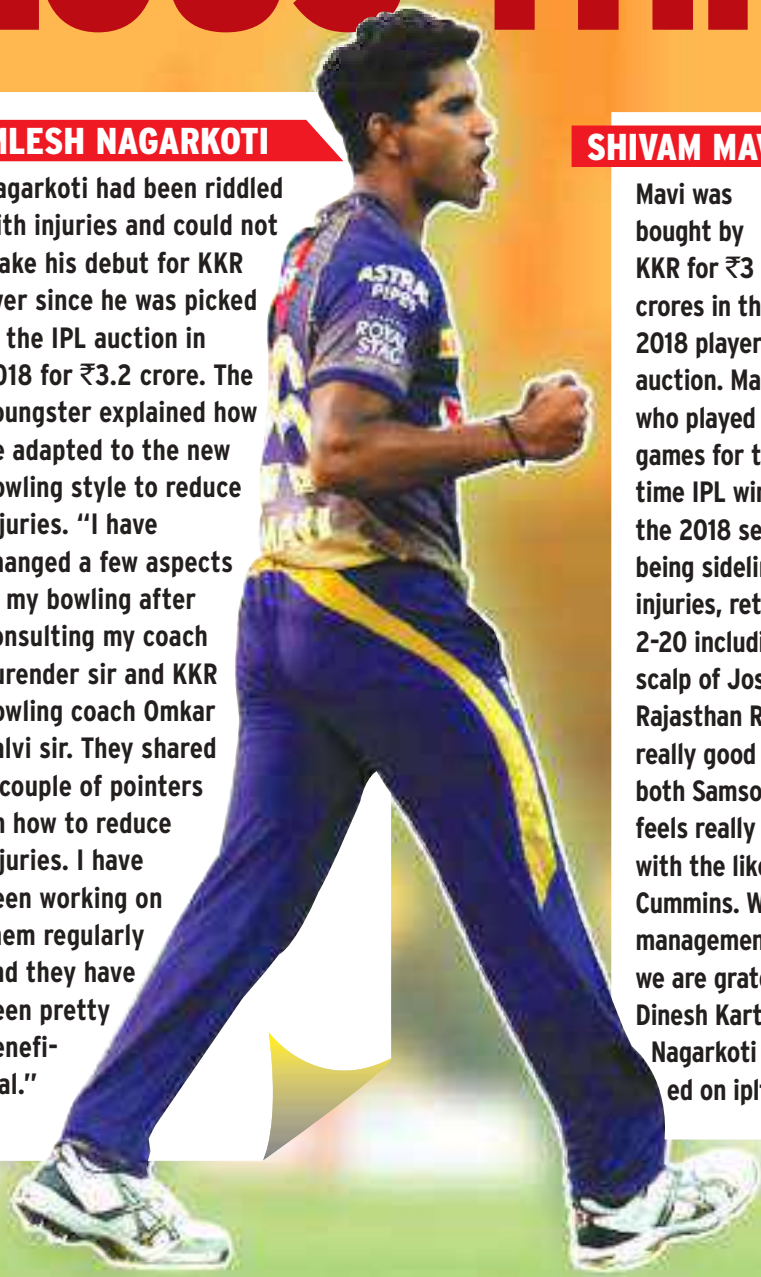 MLESH NAGARKOTI
agarkoti had been riddled
ith injuries and could not
ake his debut for KKR
ver since he was picked
the IPL auction in
018 for ₹3.2 crore. The
oungster explained how
e adapted to the new
owling style to reduce
juries. “I have
hanged a few aspects
my bowling after
onsulting my coach
urender sir and KKR
owling coach Omkar
alvi sir. They shared
couple of pointers
n how to reduce
juries. I have
een working on
hem regularly
nd they have
een pretty
enefi-
al.”
ASTRAL
PIPES
ROYAL
STAG
SHIVAM MAV
Mavi was
bought by
KKR for ₹3
crores in th
2018 player
auction. Ma
who played
games for t
time IPL win
the 2018 se
being sideli
injuries, ret
2-20 includi
scalp of Jos
Rajasthan R
really good
both Samso
feels really
with the like
Cummins. W
managemen
we are grate
Dinesh Kart
Nagarkoti
ed on iplt